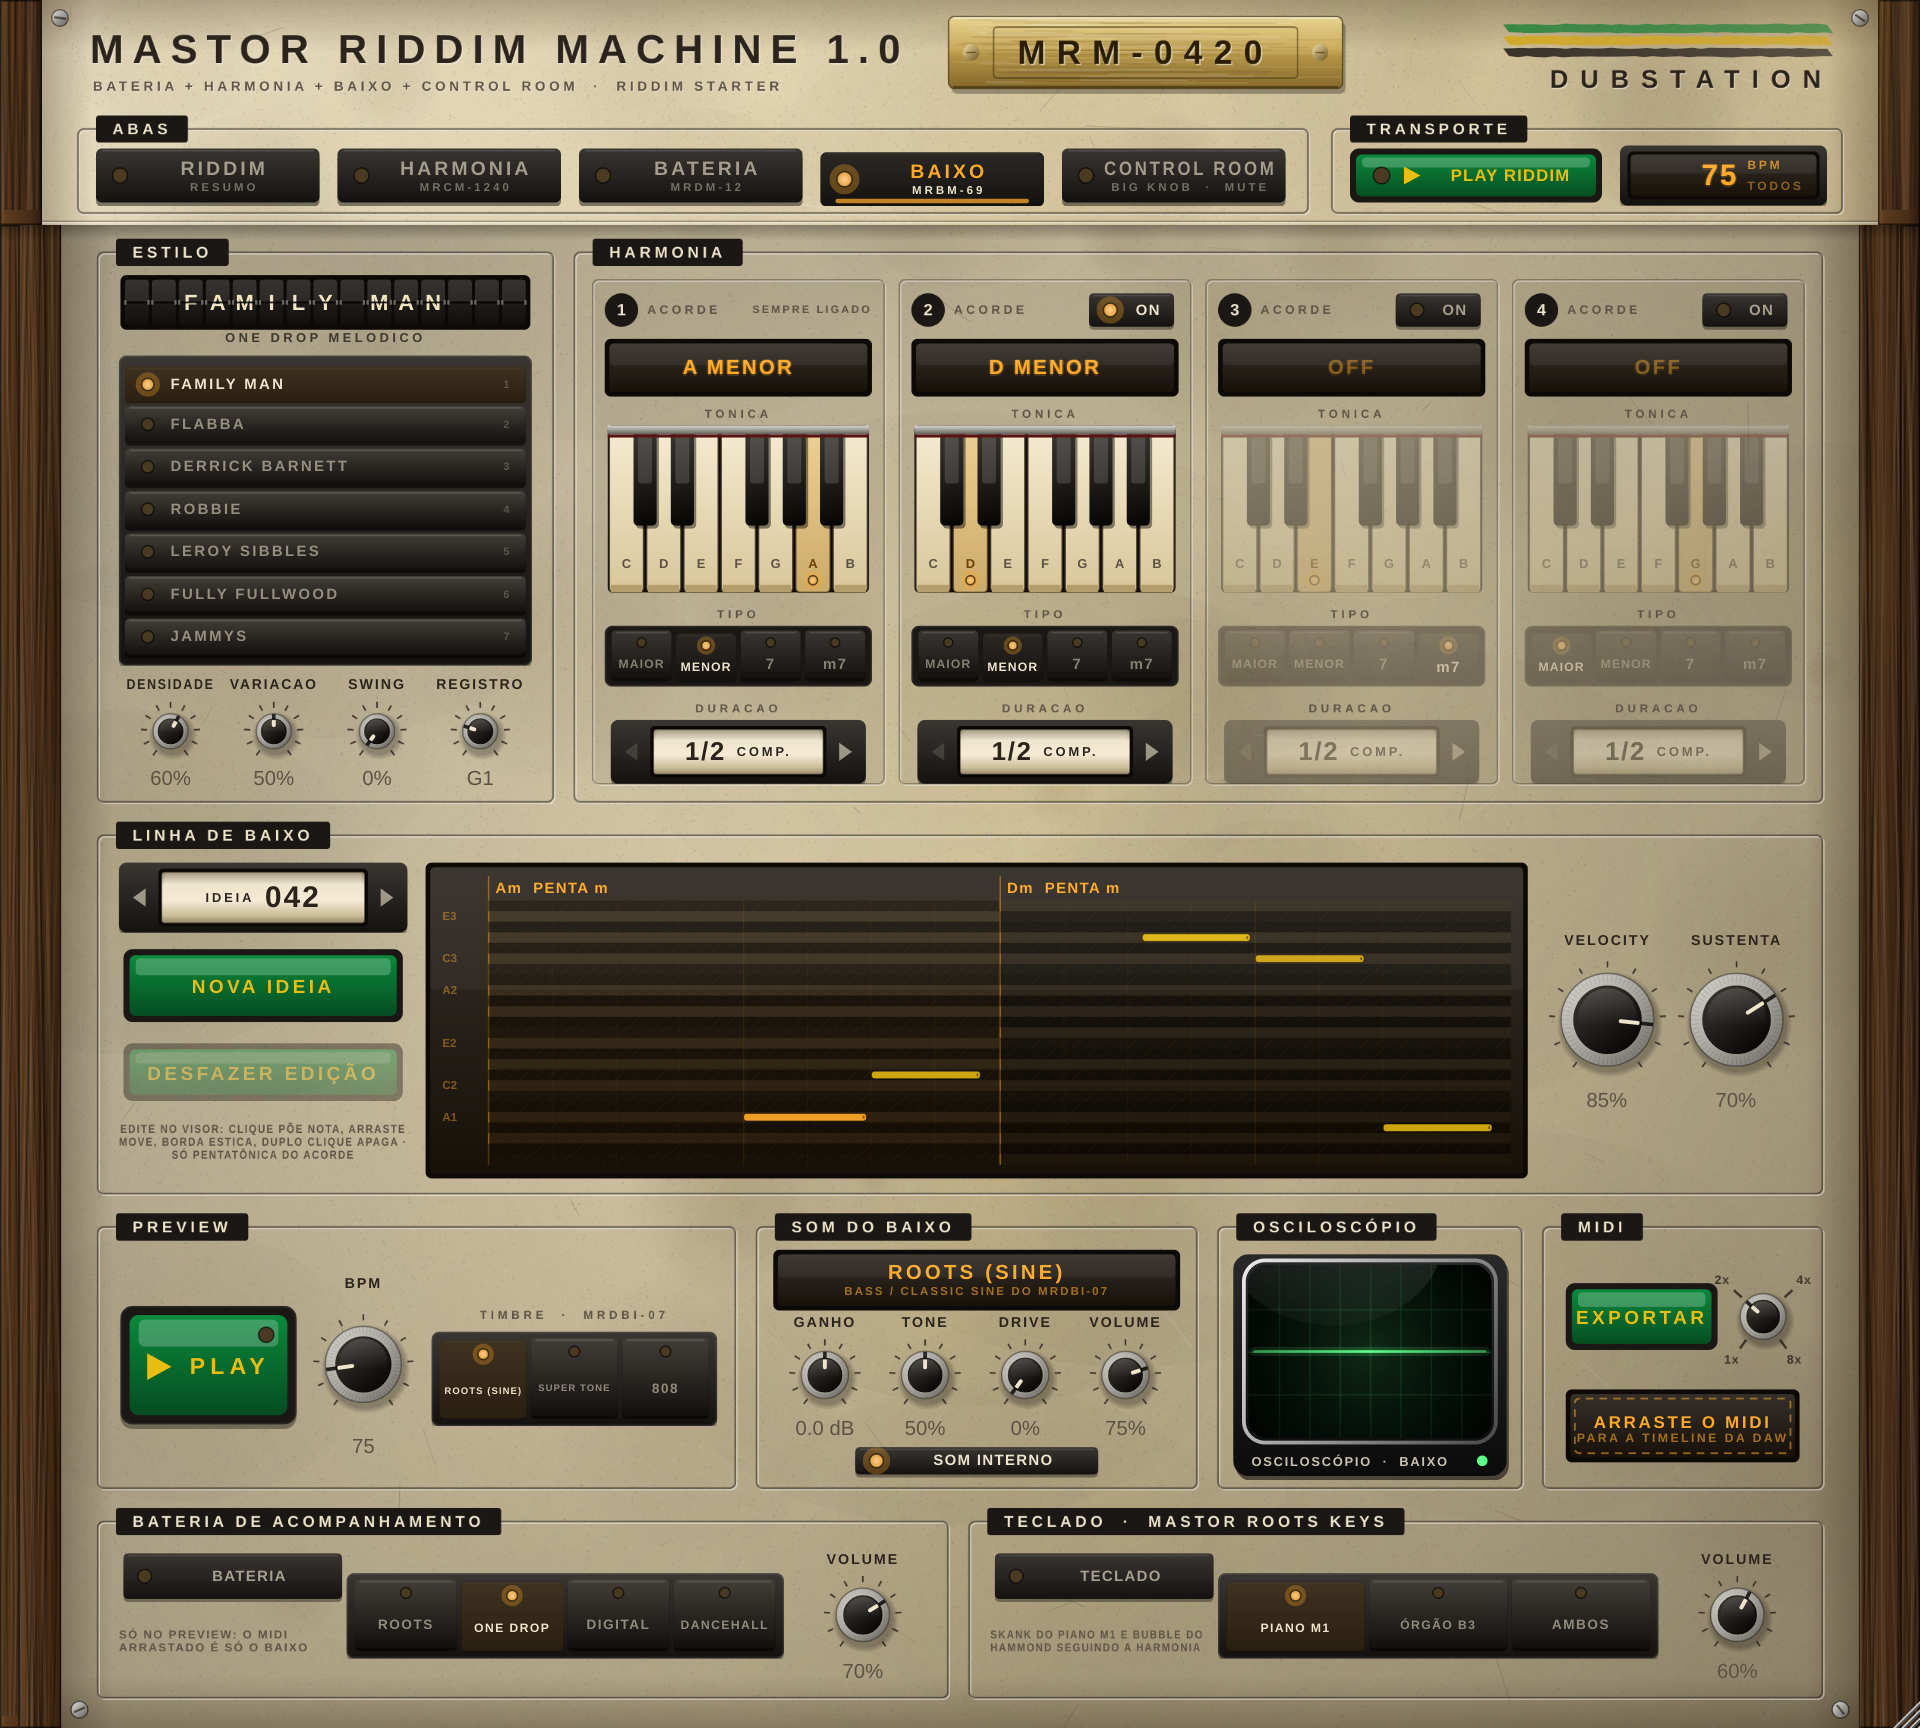 MASTOR RIDDIM MACHINE 1.0
BATERIA + HARMONIA + BAIXO + CONTROL ROOM · RIDDIM STARTER
MRM-0420
DUBSTATION
ABAS
RIDDIM
RESUMO
HARMONIA
MRCM-1240
BATERIA
MRDM-12
BAIXO
MRBM-69
CONTROL ROOM
BIG KNOB · MUTE
TRANSPORTE
PLAY RIDDIM
75 BPM
TODOS
ESTILO
FAMILY MAN
ONE DROP MELODICO
FAMILY MAN 1
FLABBA 2
DERRICK BARNETT 3
ROBBIE 4
LEROY SIBBLES 5
FULLY FULLWOOD 6
JAMMYS 7
DENSIDADE VARIACAO SWING REGISTRO
60% 50% 0% G1
HARMONIA
1 ACORDE SEMPRE LIGADO
A MENOR
TONICA
C D E F G A B
TIPO
MAIOR MENOR 7 m7
DURACAO
1/2 COMP.
2 ACORDE ON
D MENOR
TONICA
C D E F G A B
TIPO
MAIOR MENOR 7 m7
DURACAO
1/2 COMP.
3 ACORDE ON
OFF
TONICA
C D E F G A B
TIPO
MAIOR MENOR 7 m7
DURACAO
1/2 COMP.
4 ACORDE ON
OFF
TONICA
C D E F G A B
TIPO
MAIOR MENOR 7 m7
DURACAO
1/2 COMP.
LINHA DE BAIXO
IDEIA 042
NOVA IDEIA
DESFAZER EDIÇÃO
EDITE NO VISOR: CLIQUE PÕE NOTA, ARRASTE
MOVE, BORDA ESTICA, DUPLO CLIQUE APAGA ·
SÓ PENTATÔNICA DO ACORDE
Am PENTA m
Dm PENTA m
E3
C3
A2
E2
C2
A1
VELOCITY SUSTENTA
85% 70%
PREVIEW
PLAY
BPM
75
TIMBRE · MRDBI-07
ROOTS (SINE) SUPER TONE 808
SOM DO BAIXO
ROOTS (SINE)
BASS / CLASSIC SINE DO MRDBI-07
GANHO TONE DRIVE VOLUME
0.0 dB 50% 0% 75%
SOM INTERNO
OSCILOSCÓPIO
OSCILOSCÓPIO · BAIXO
MIDI
EXPORTAR
2x 4x
1x 8x
ARRASTE O MIDI
PARA A TIMELINE DA DAW
BATERIA DE ACOMPANHAMENTO
BATERIA
SÓ NO PREVIEW: O MIDI
ARRASTADO É SÓ O BAIXO
ROOTS ONE DROP DIGITAL DANCEHALL
VOLUME
70%
TECLADO · MASTOR ROOTS KEYS
TECLADO
SKANK DO PIANO M1 E BUBBLE DO
HAMMOND SEGUINDO A HARMONIA
PIANO M1 ÓRGÃO B3 AMBOS
VOLUME
60%